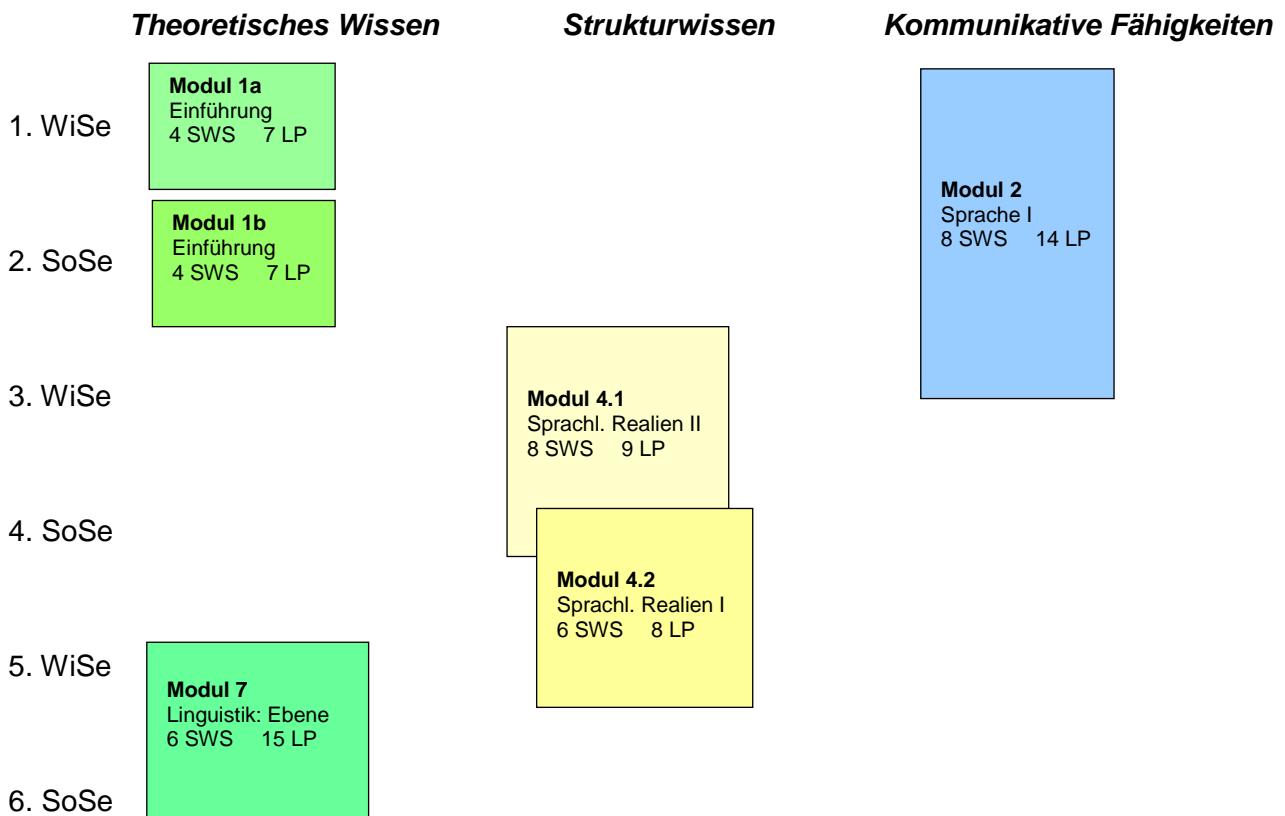 Theoretisches Wissen Strukturwissen Kommunikative Fähigkeiten
1. WiSe
Modul 1a
Einführung
4 SWS 7 LP
2. SoSe
Modul 1b
Einführung
4 SWS 7 LP
Modul 2
Sprache I
8 SWS 14 LP
3. WiSe
Modul 4.1
Sprachl. Realien II
8 SWS 9 LP
4. SoSe
Modul 4.2
Sprachl. Realien I
6 SWS 8 LP
5. WiSe
Modul 7
Linguistik: Ebene
6 SWS 15 LP
6. SoSe